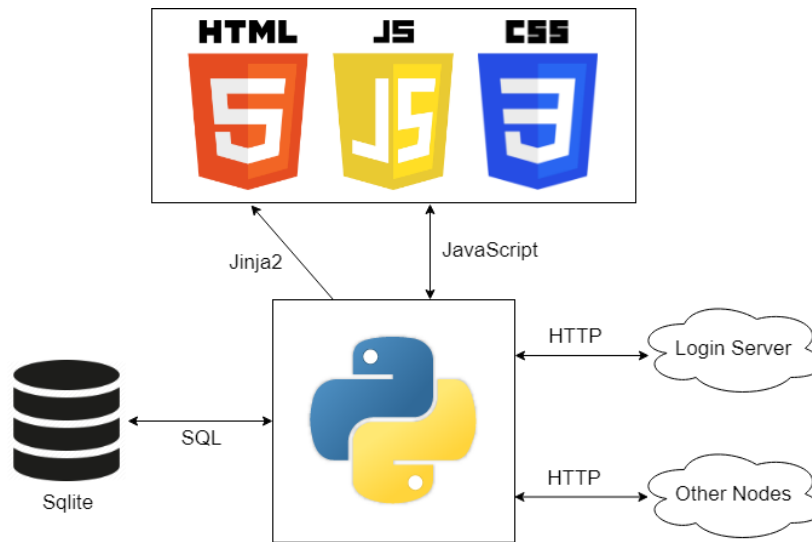 HTML
JS
CSS
5
JS
3
Jinja2
JavaScript
HTTP
Login Server
SQL
Sqlite
HTTP
Other Nodes